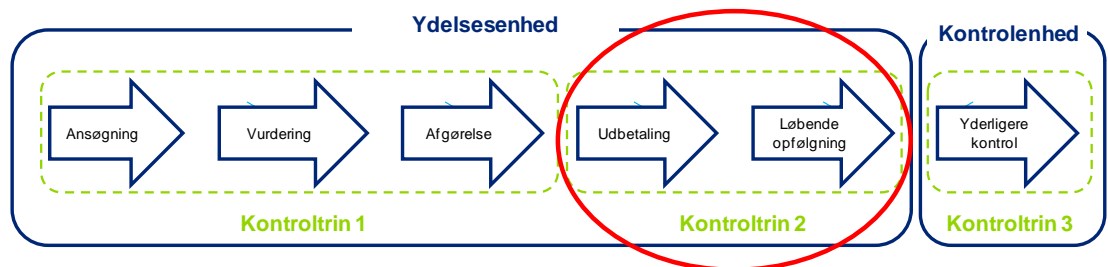 Ydelsesenhed
Kontrolenhed
Ansøgning
Vurdering
Afgørelse
Udbetaling
Løbende
opfølgning
Yderligere
kontrol
Kontroltrin 1
Kontroltrin 2
Kontroltrin 3